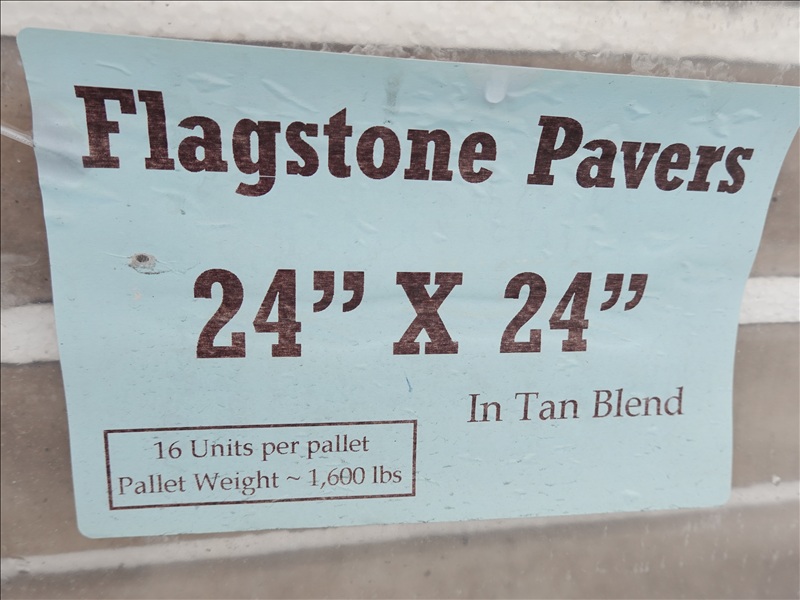 Flagstone Pavers
24” X 24”
In Tan Blend
16 Units per pallet
Pallet Weight ~ 1,600 lbs